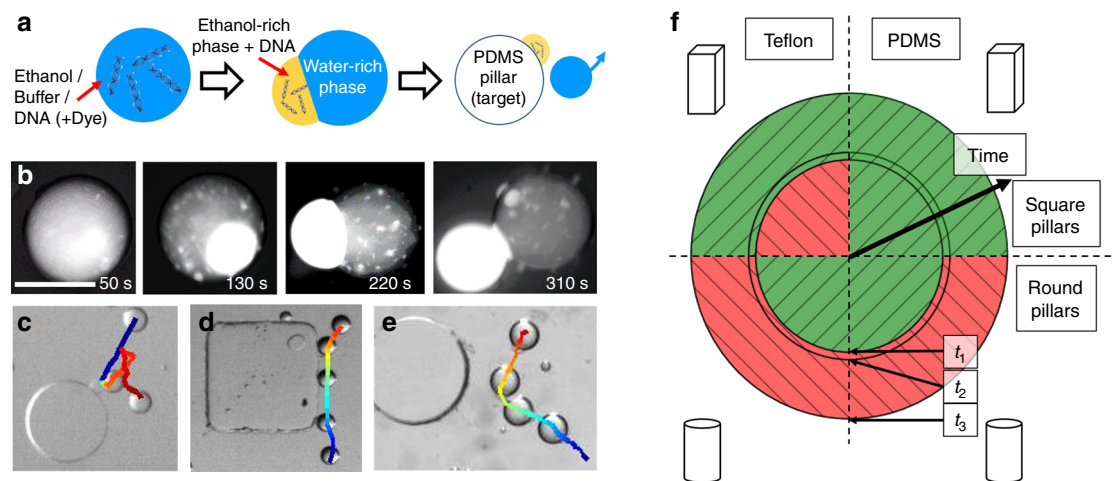 a
Ethanol /
Buffer /
DNA (+Dye)
Ethanol-rich
phase + DNA
Water-rich
phase
PDMS
pillar
(target)
b
50 s
130 s
220 s
310 s
c
d
e
f
Teflon
PDMS
Time
Square
pillars
Round
pillars
t1
t2
t3